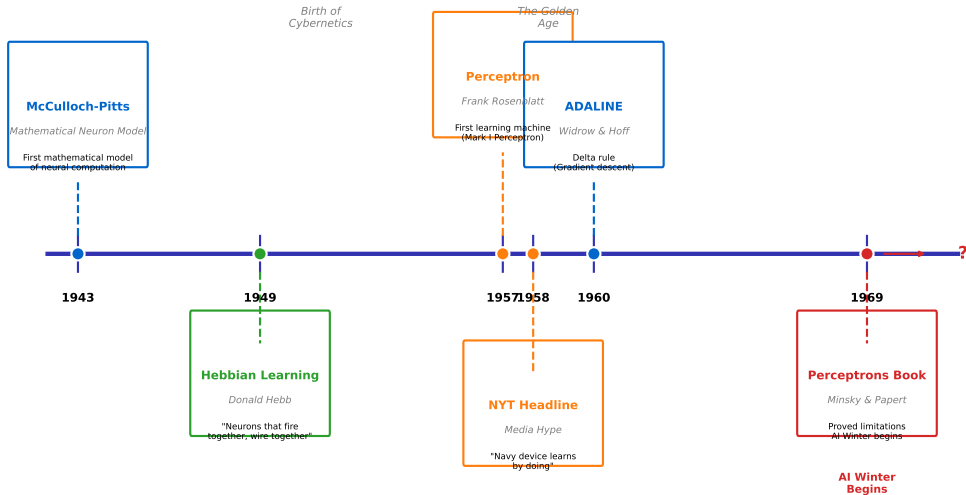 Birth of
Cybernetics
The Golden
Age
McCulloch-Pitts
Mathematical Neuron Model
First mathematical model
of neural computation
Perceptron
Frank Rosenblatt
First learning machine
(Mark I Perceptron)
ADALINE
Widrow & Hoff
Delta rule
(Gradient descent)
?
1943
1949
1957
1958
1960
1969
Hebbian Learning
Donald Hebb
"Neurons that fire
together, wire together"
NYT Headline
Media Hype
"Navy device learns
by doing"
Perceptrons Book
Minsky & Papert
Proved limitations
AI Winter begins
AI Winter
Begins